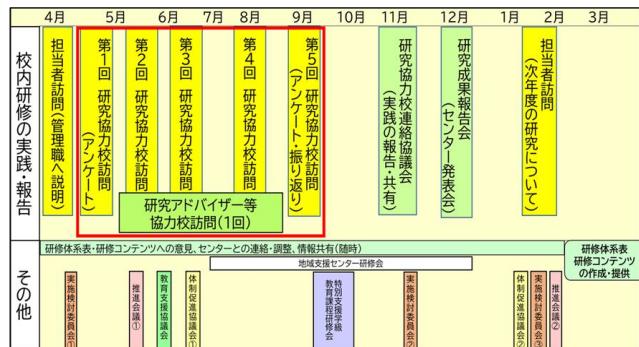 4月 5月 6月 7月 8月 9月 10月 11月 12月 1月 2月 3月
校内研修の実践・報告
担当者訪問
(管理職へ説明)
第1回 研究協力校訪問
(アンケート)
第2回 研究協力校訪問
第3回 研究協力校訪問
第4回 研究協力校訪問
第5回 研究協力校訪問
(アンケート・振り返り)
研究アドバイザー等
協力校訪問(1回)
研究協力校連絡協議会
(実践の報告・共有)
研究成果報告会
(センター発表会)
担当者訪問
(次年度の研究について)
その他
研修体系表・研修コンテンツへの意見、センターとの連絡・調整、情報共有(随時)
研修体系表
研修コンテンツ
の作成・提供
地域支援センター研修会
実施検討委員会①
推進会議①
教育支援協議会
体制促進協議会①
特別支援学級
教育課程研修会
実施検討委員会②
体制促進協議会②
実施検討委員会③
推進会議②